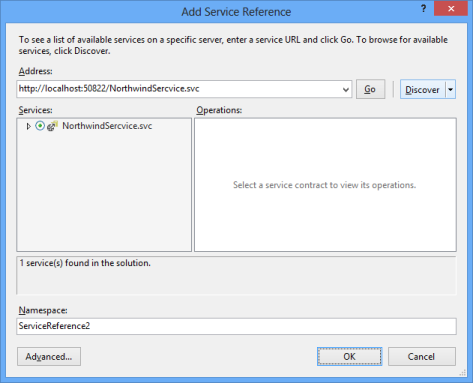 Add Service Reference
? ×
To see a list of available services on a specific server, enter a service URL and click Go. To browse for available
services, click Discover.
Address:
http://localhost:50822/NorthwindSercvice.svc Go Discover
Services: Operations:
NorthwindSercvice.svc
Select a service contract to view its operations.
1 service(s) found in the solution.
Namespace:
ServiceReference2
Advanced... OK Cancel